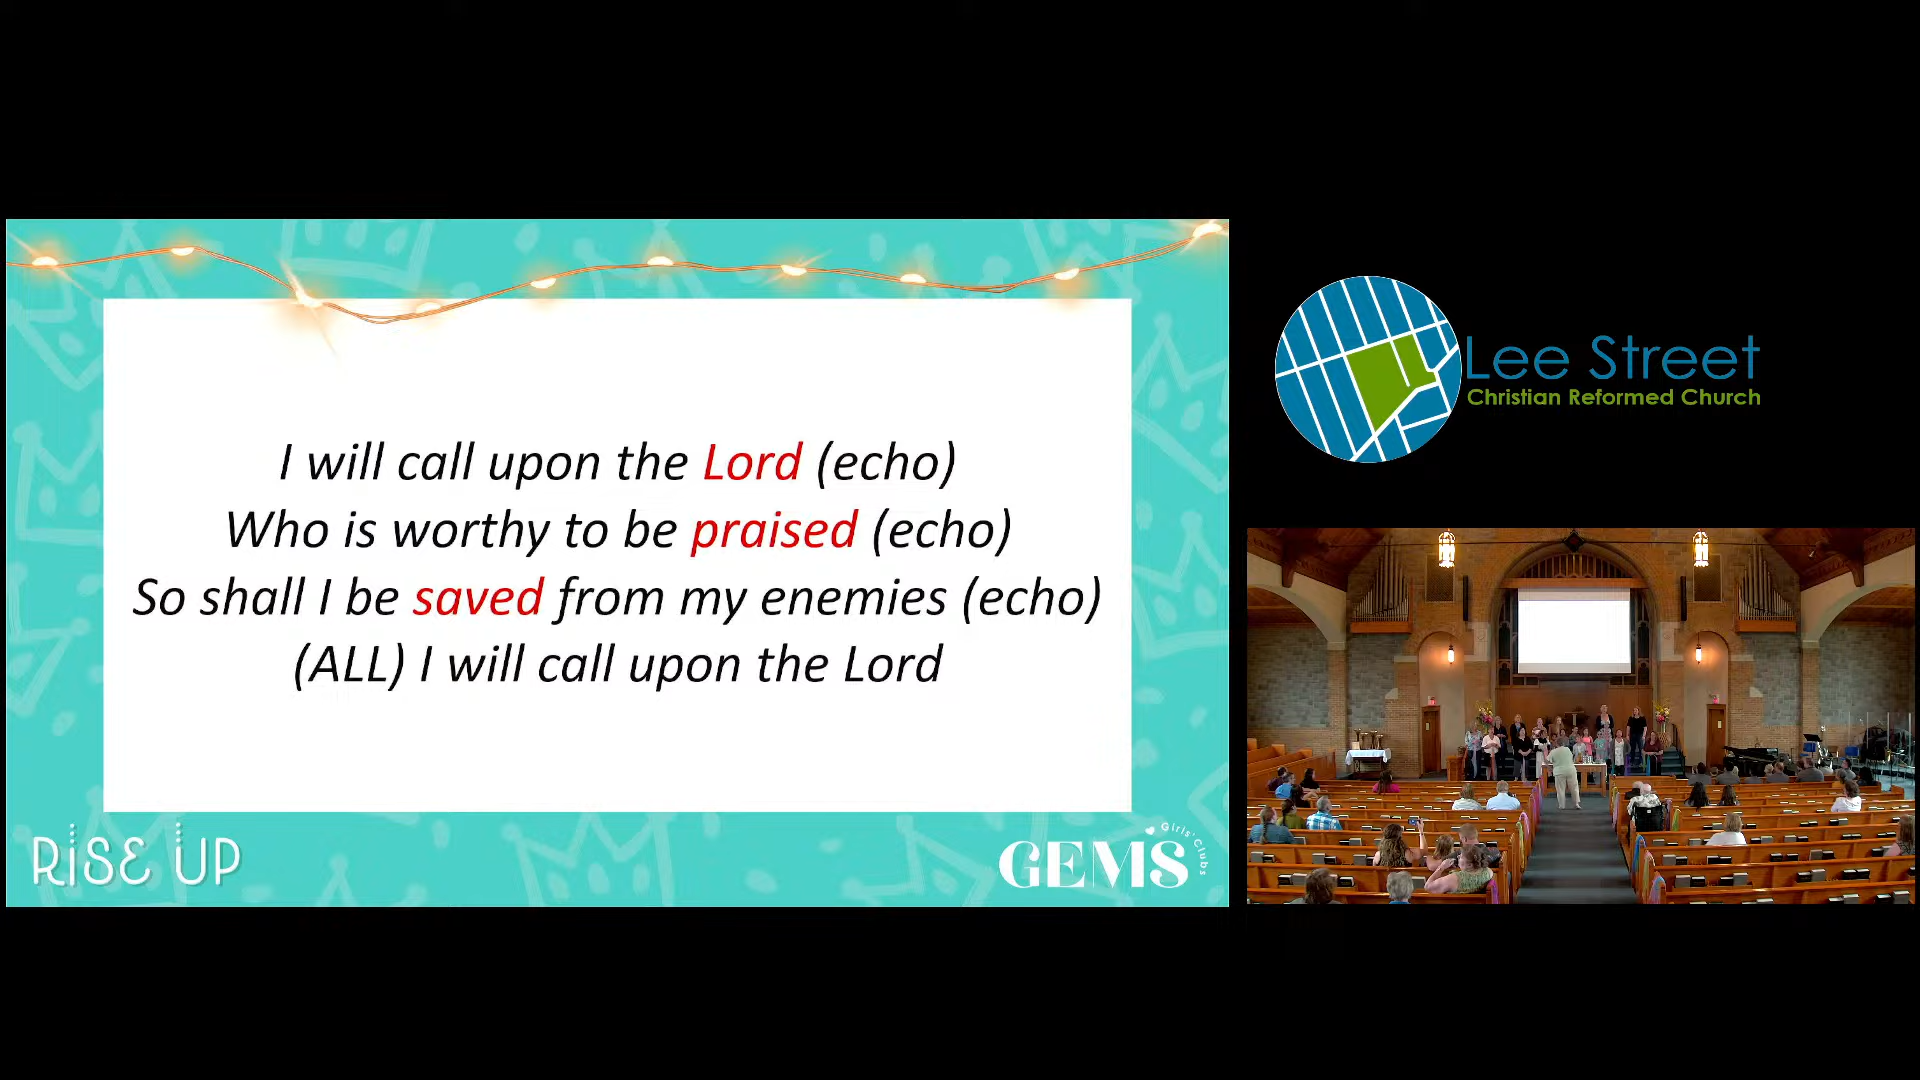 I will call upon the Lord (echo)
Who is worthy to be praised (echo)
So shall I be saved from my enemies (echo)
(ALL) I will call upon the Lord
RISE UP
GEMS
Girls' Clubs
Lee Street
Christian Reformed Church